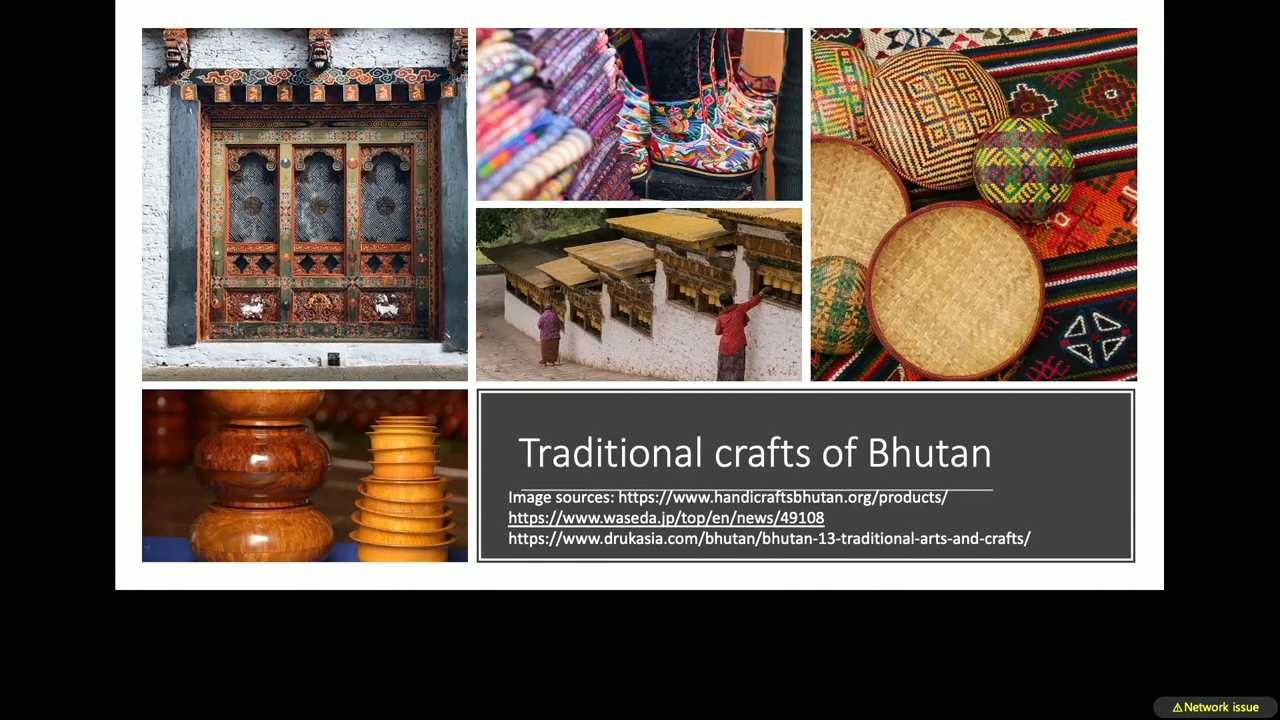 Traditional crafts of Bhutan
Image sources: https://www.handicraftsbhutan.org/products/
https://www.waseda.jp/top/en/news/49108
https://www.drukasia.com/bhutan/bhutan-13-traditional-arts-and-crafts/
⚠Network issue